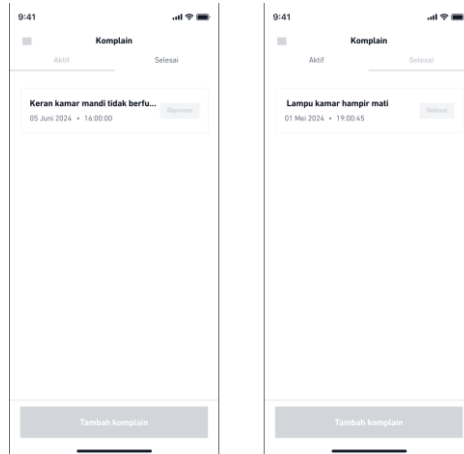 9:41
Komplain
Aktif
Selesai
Keran kamar mandi tidak berfu...
Diproses
05 Juni 2024 • 16:00:00
Tambah komplain
9:41
Komplain
Aktif
Selesai
Lampu kamar hampir mati
Selesai
01 Mei 2024 • 19:00:45
Tambah komplain